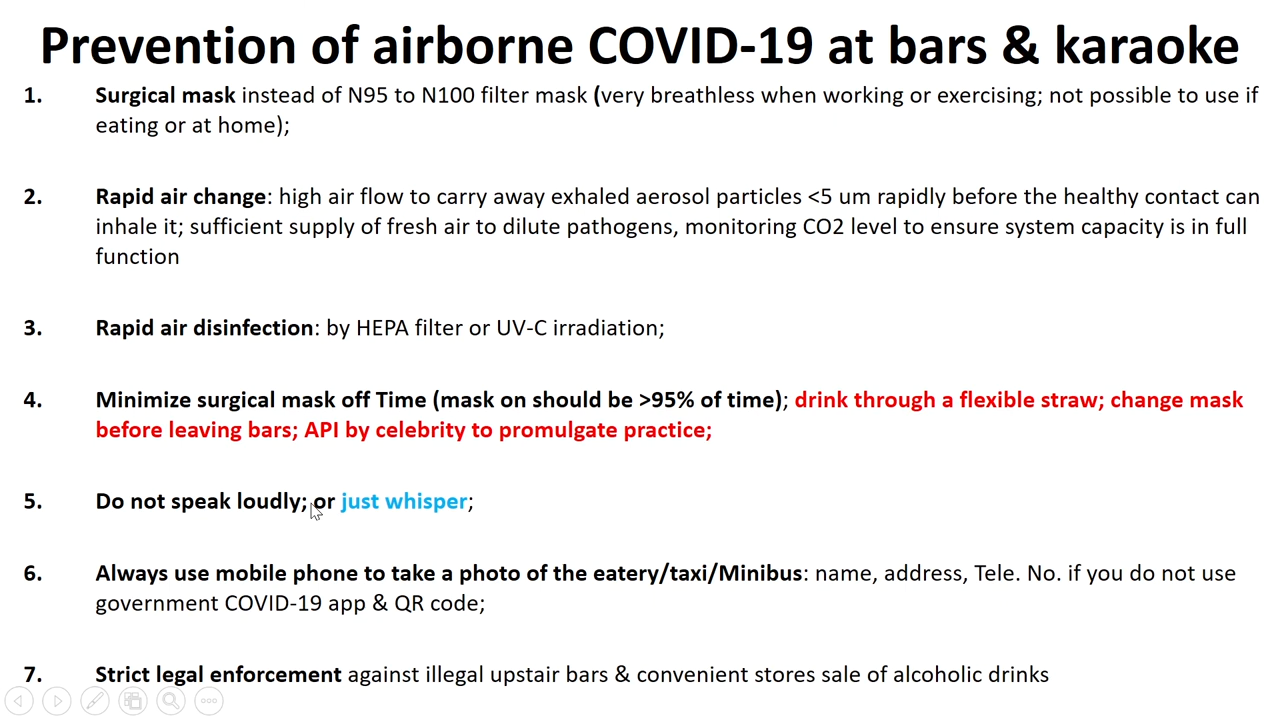 Prevention of airborne COVID-19 at bars & karaoke
1. Surgical mask instead of N95 to N100 filter mask (very breathless when working or exercising; not possible to use if
eating or at home);
2. Rapid air change: high air flow to carry away exhaled aerosol particles <5 um rapidly before the healthy contact can
inhale it; sufficient supply of fresh air to dilute pathogens, monitoring CO2 level to ensure system capacity is in full
function
3. Rapid air disinfection: by HEPA filter or UV-C irradiation;
4. Minimize surgical mask off Time (mask on should be >95% of time); drink through a flexible straw; change mask
before leaving bars; API by celebrity to promulgate practice;
5. Do not speak loudly; or just whisper;
6. Always use mobile phone to take a photo of the eatery/taxi/Minibus: name, address, Tele. No. if you do not use
government COVID-19 app & QR code;
7. Strict legal enforcement against illegal upstair bars & convenient stores sale of alcoholic drinks